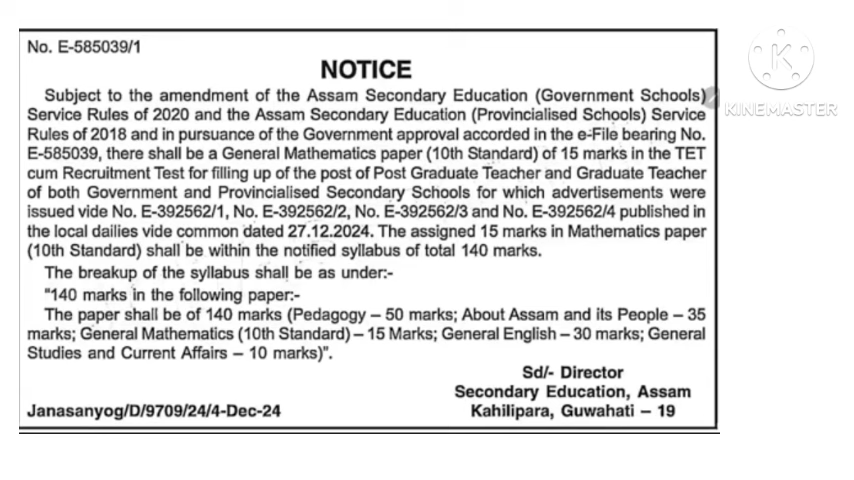 No. E-585039/1
NOTICE
Subject to the amendment of the Assam Secondary Education (Government Schools)
Service Rules of 2020 and the Assam Secondary Education (Provincialised Schools) Service
Rules of 2018 and in pursuance of the Government approval accorded in the e-File bearing No.
E-585039, there shall be a General Mathematics paper (10th Standard) of 15 marks in the TET
cum Recruitment Test for filling up of the post of Post Graduate Teacher and Graduate Teacher
of both Government and Provincialised Secondary Schools for which advertisements were
issued vide No. E-392562/1, No. E-392562/2, No. E-392562/3 and No. E-392562/4 published in
the local dailies vide common dated 27.12.2024. The assigned 15 marks in Mathematics paper
(10th Standard) shall be within the notified syllabus of total 140 marks.
The breakup of the syllabus shall be as under:-
"140 marks in the following paper:-
The paper shall be of 140 marks (Pedagogy – 50 marks; About Assam and its People – 35
marks; General Mathematics (10th Standard) – 15 Marks; General English – 30 marks; General
Studies and Current Affairs – 10 marks)".
Sd/- Director
Secondary Education, Assam
Janasanyog/D/9709/24/4-Dec-24 Kahilipara, Guwahati – 19
K
KINEMASTER